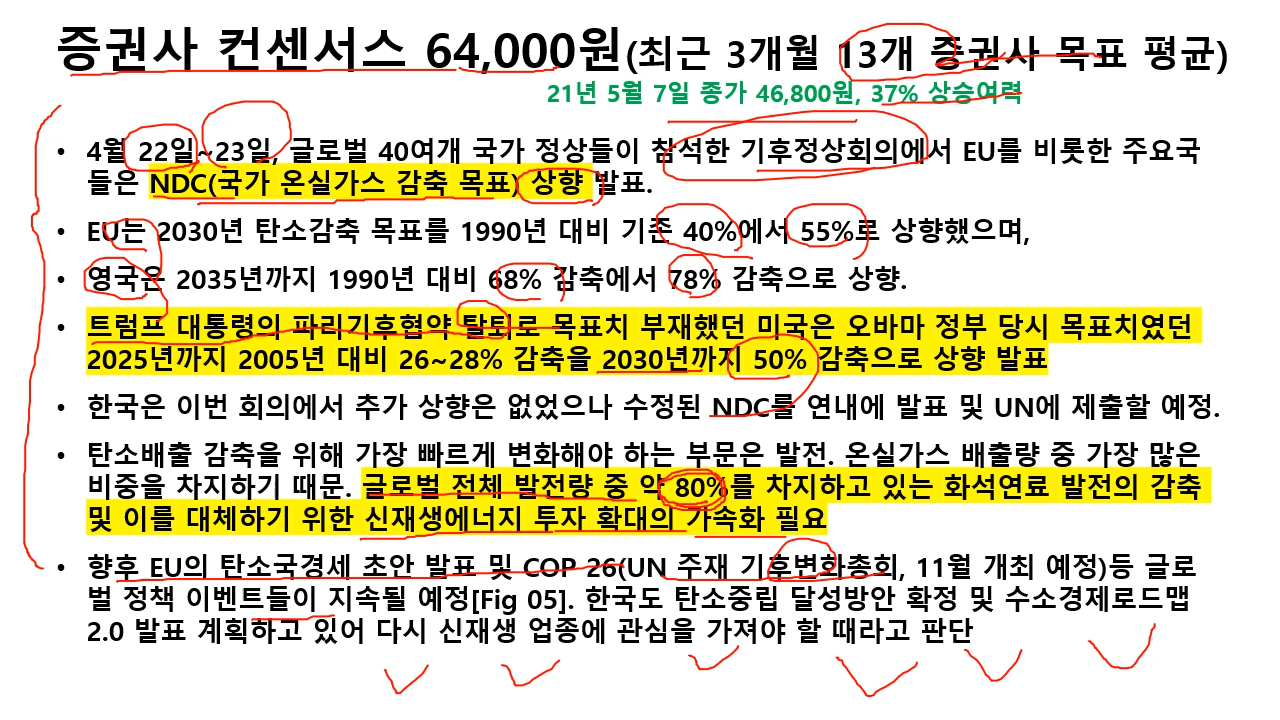 증권사 컨센서스 64,000원(최근 3개월 13개 증권사 목표 평균)
21년 5월 7일 종가 46,800원, 37% 상승여력
• 4월 22일~23일, 글로벌 40여개 국가 정상들이 참석한 기후정상회의에서 EU를 비롯한 주요국
들은 NDC(국가 온실가스 감축 목표) 상향 발표.
• EU는 2030년 탄소감축 목표를 1990년 대비 기존 40%에서 55%로 상향했으며,
• 영국은 2035년까지 1990년 대비 68% 감축에서 78% 감축으로 상향.
• 트럼프 대통령의 파리기후협약 탈퇴로 목표치 부재했던 미국은 오바마 정부 당시 목표치였던
2025년까지 2005년 대비 26~28% 감축을 2030년까지 50% 감축으로 상향 발표
• 한국은 이번 회의에서 추가 상향은 없었으나 수정된 NDC를 연내에 발표 및 UN에 제출할 예정.
• 탄소배출 감축을 위해 가장 빠르게 변화해야 하는 부문은 발전. 온실가스 배출량 중 가장 많은
비중을 차지하기 때문. 글로벌 전체 발전량 중 약 80%를 차지하고 있는 화석연료 발전의 감축
및 이를 대체하기 위한 신재생에너지 투자 확대의 가속화 필요
• 향후 EU의 탄소국경세 초안 발표 및 COP 26(UN 주재 기후변화총회, 11월 개최 예정)등 글로
벌 정책 이벤트들이 지속될 예정[Fig 05]. 한국도 탄소중립 달성방안 확정 및 수소경제로드맵
2.0 발표 계획하고 있어 다시 신재생 업종에 관심을 가져야 할 때라고 판단